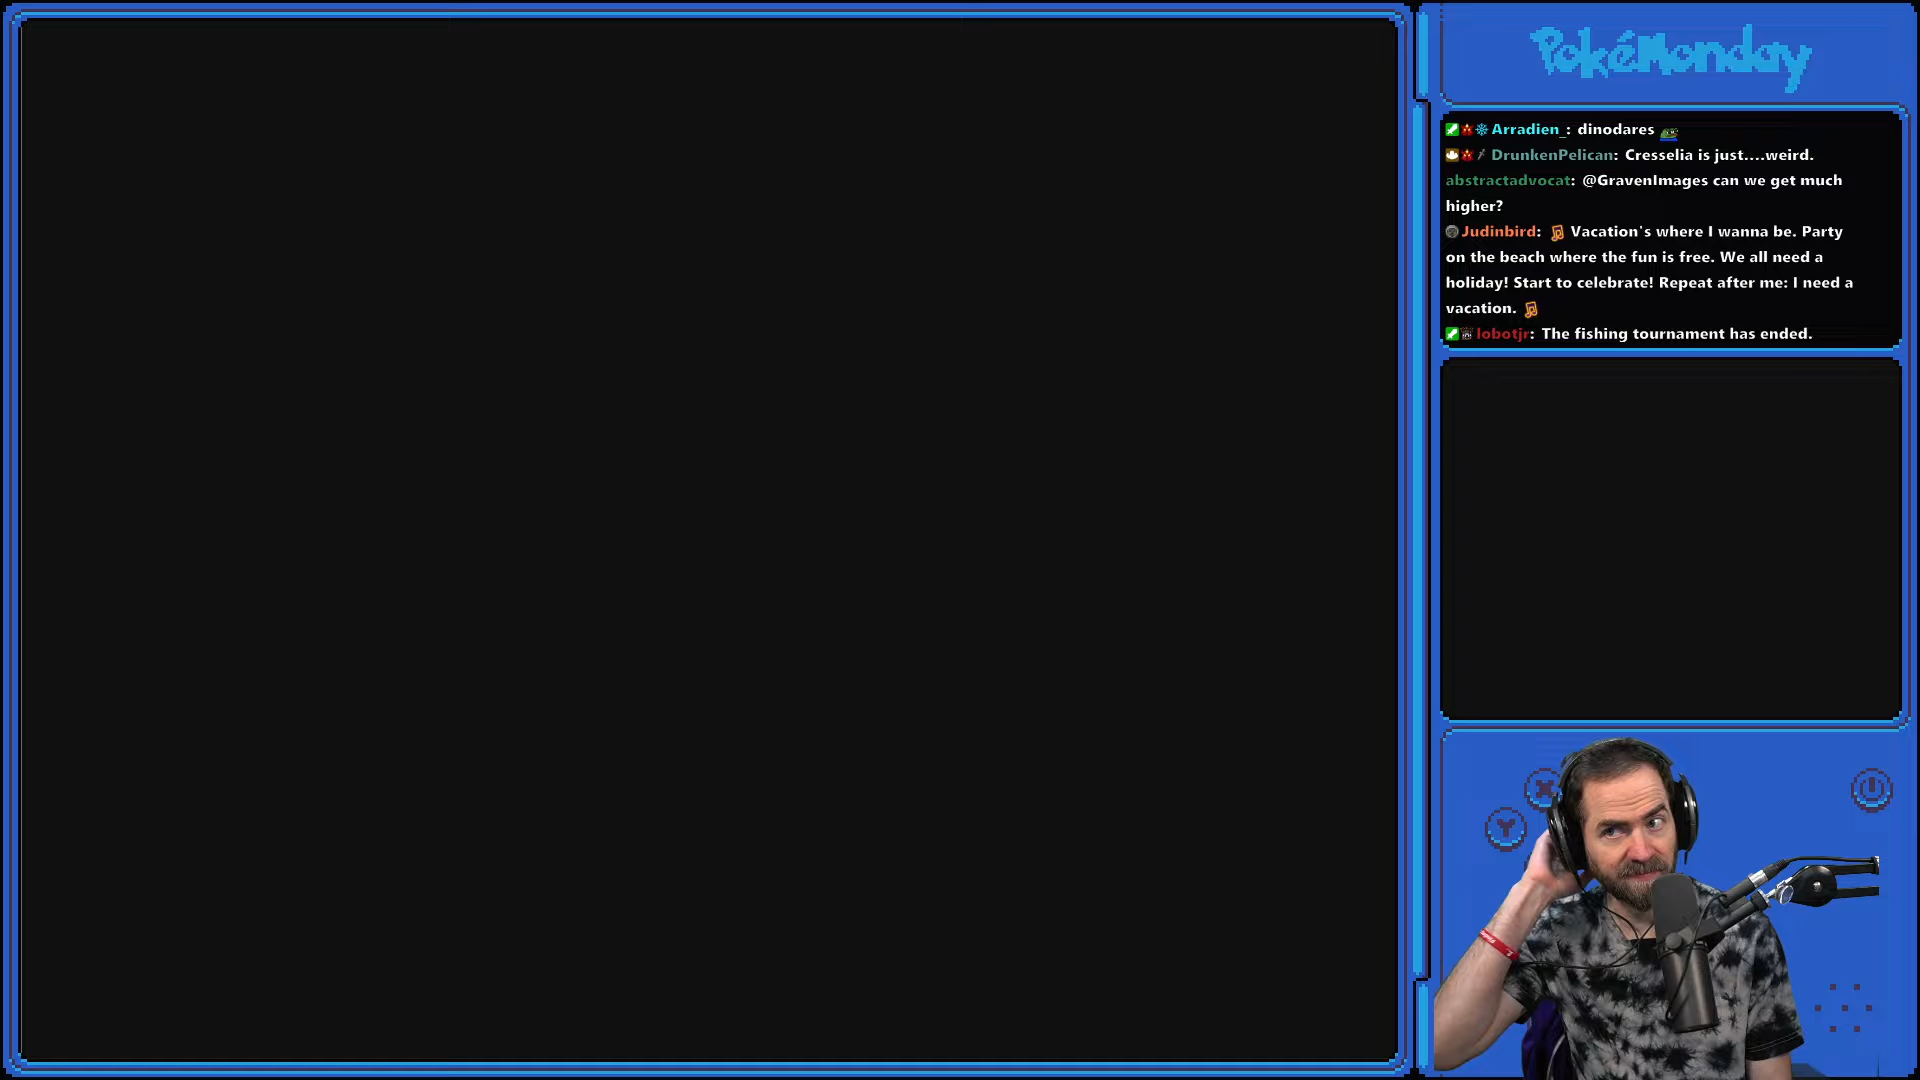 PokéMonday
Arradien_: dinodares
DrunkenPelican: Cresselia is just....weird.
abstractadvocat: @GravenImages can we get much
higher?
Judinbird: Vacation's where I wanna be. Party
on the beach where the fun is free. We all need a
holiday! Start to celebrate! Repeat after me: I need a
vacation.
lobotjr: The fishing tournament has ended.
X
Y